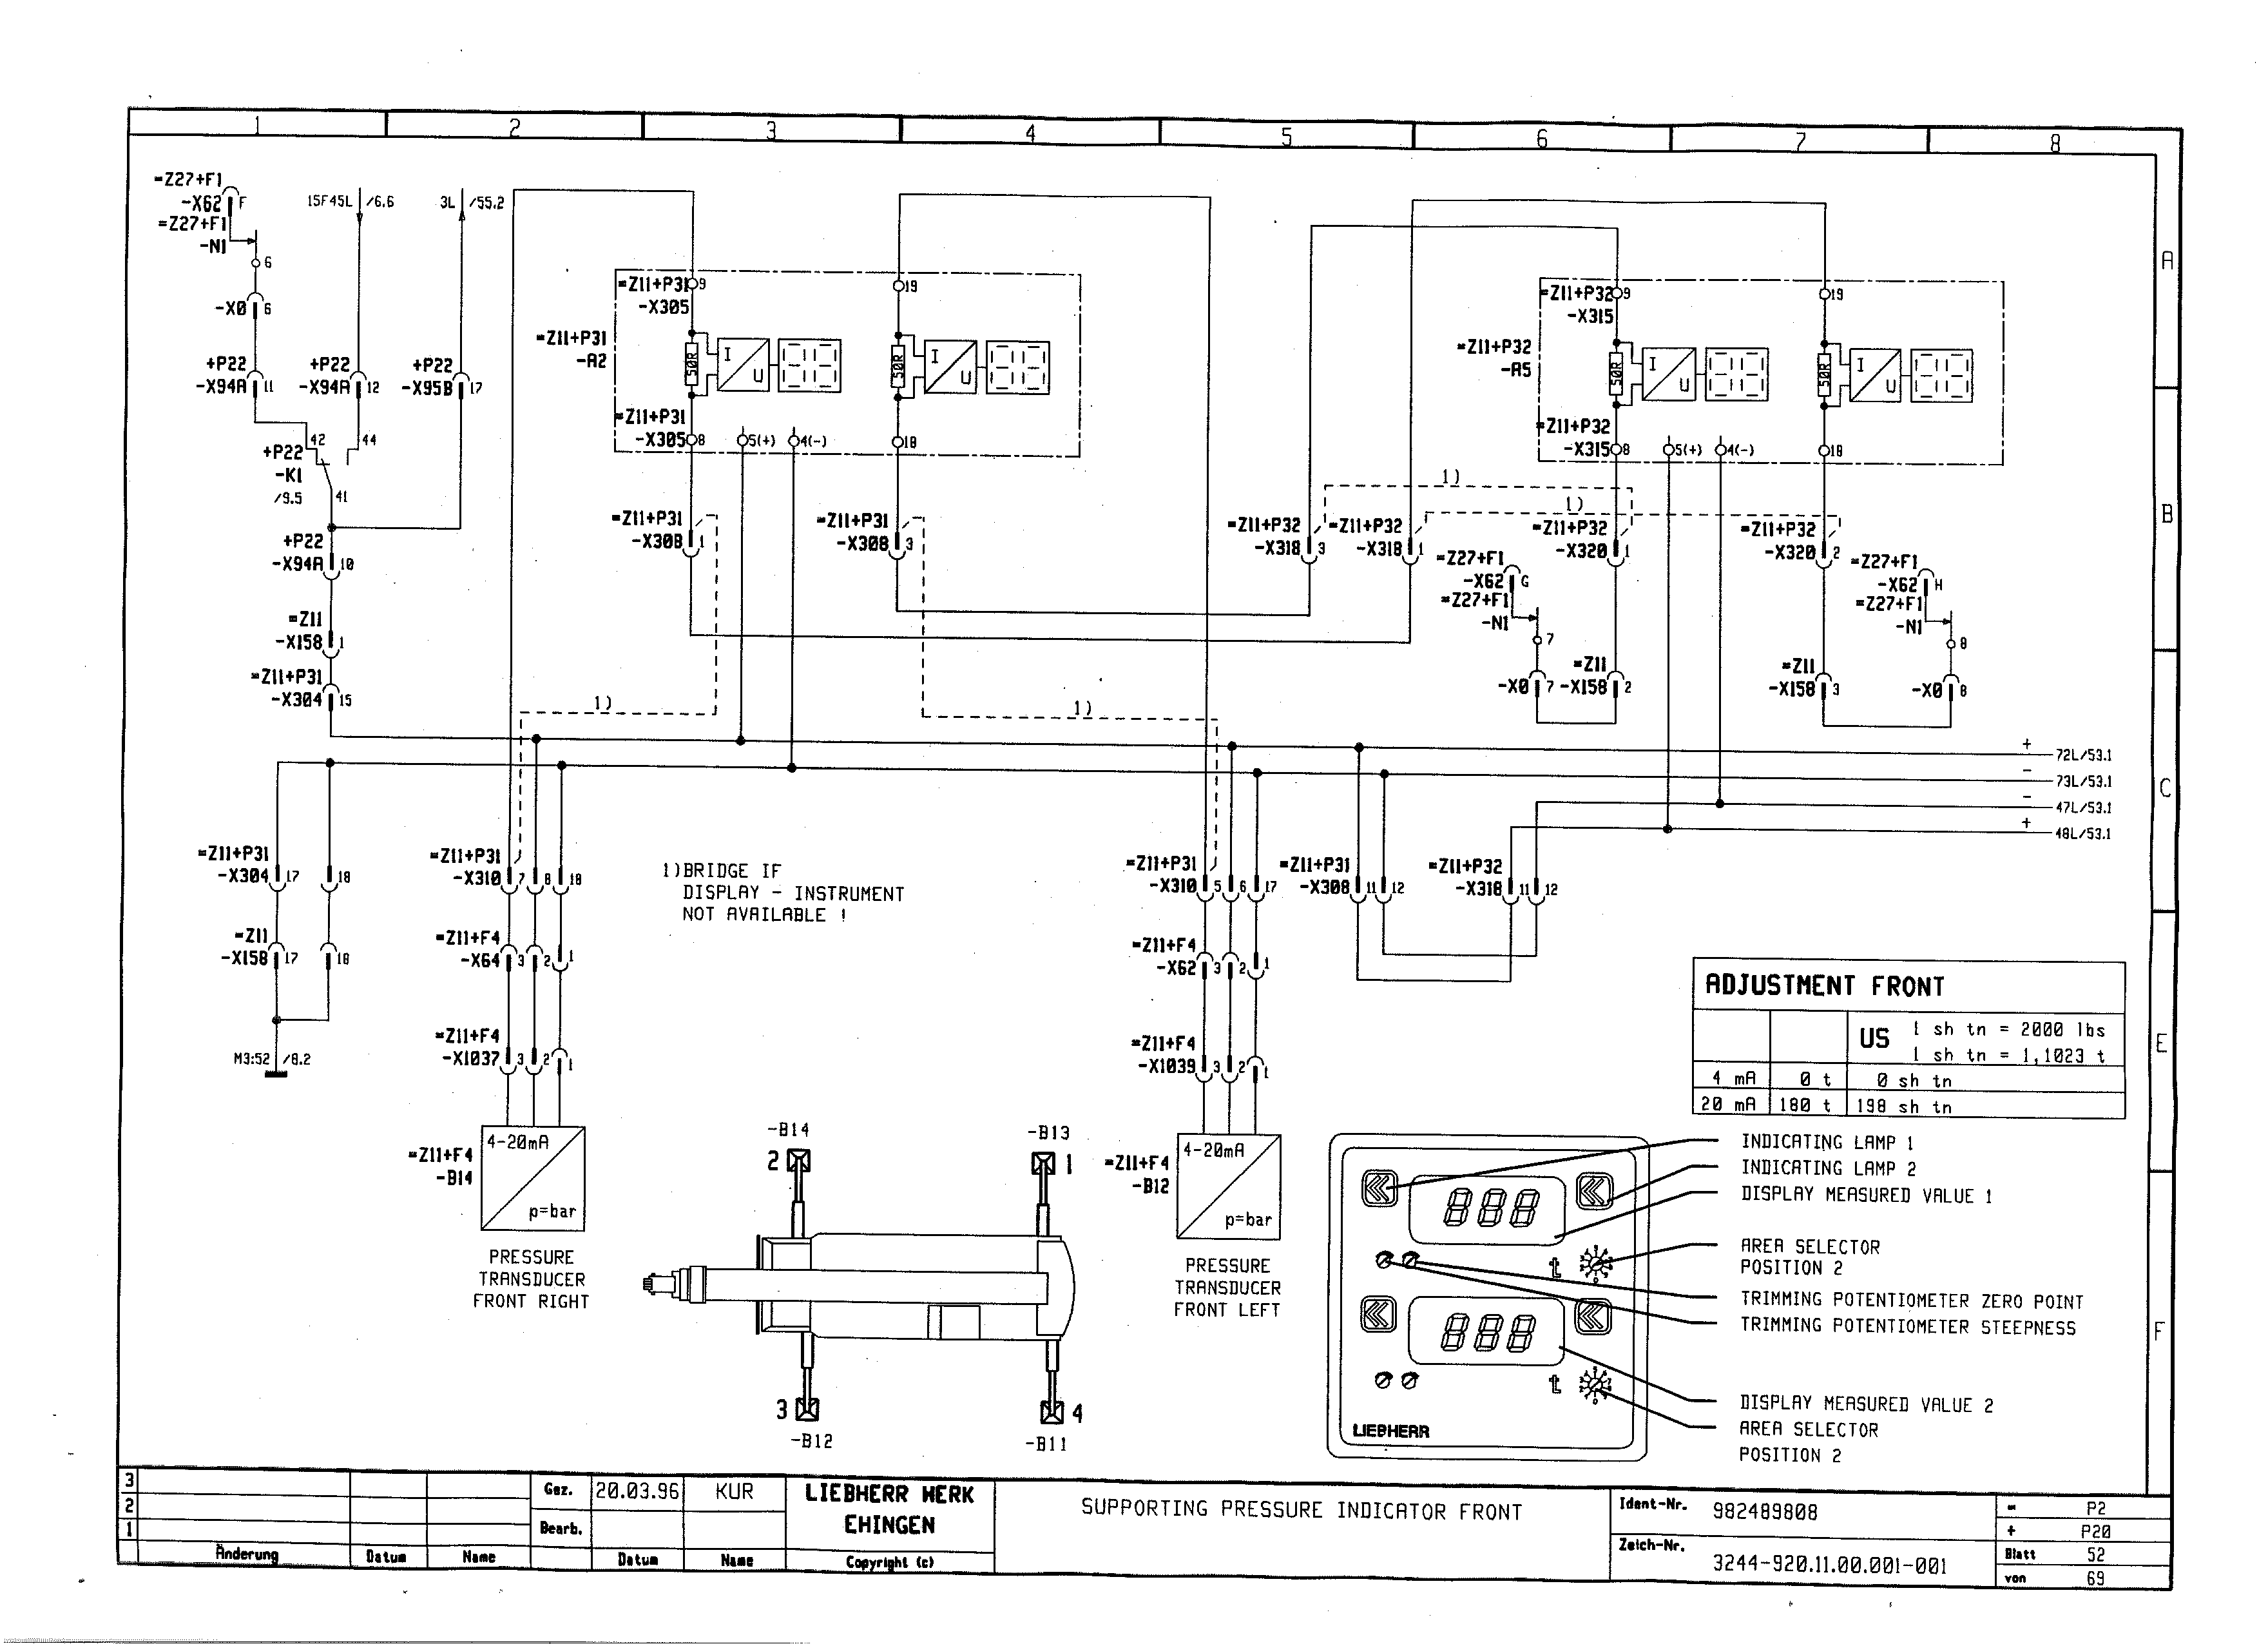 1 2 3 4 5 6 7 8
A
B
C
E
F
=Z27+F1
-X62 F
=Z27+F1
-N1
6
-X0 6
15F45L /6.6
3L /55.2
+P22
-X94A 11
+P22
-X94A 12
+P22
-X95B 17
42 44
+P22
-K1
/9.5 41
+P22
-X94A 10
=Z11
-X158 1
=Z11+P31
-X304 15
=Z11+P31
-X304 17 18
=Z11
-X158 17 18
M3:52 /8.2
=Z11+P31 9
-X305
19
=Z11+P31
-A2
50R I U
50R I U
=Z11+P31
-X305 8 5(+) 4(-) 18
=Z11+P31
-X308 1
=Z11+P31
-X308 3
1)
1)
=Z11+P32 9
-X315
19
=Z11+P32
-A5
50R I U
50R I U
=Z11+P32
-X315 8 5(+) 4(-) 18
1)
1)
=Z11+P32
-X318 3
=Z11+P32
-X318 1
=Z11+P32
-X320 1
=Z11+P32
-X320 2
=Z27+F1
-X62 G
=Z27+F1
-N1
7
-X0 7
=Z11
-X158 2
=Z11
-X158 3
=Z27+F1
-X62 H
=Z27+F1
-N1
8
-X0 8
+ 72L/53.1
- 73L/53.1
- 47L/53.1
+ 48L/53.1
=Z11+P31
-X310 7 8 18
=Z11+F4
-X64 3 2 1
=Z11+F4
-X1037 3 2 1
4-20mA
=Z11+F4
-B14
p=bar
PRESSURE
TRANSDUCER
FRONT RIGHT
1)BRIDGE IF
DISPLAY - INSTRUMENT
NOT AVAILABLE !
=Z11+P31
-X310 5 6 17
=Z11+F4
-X62 3 2 1
=Z11+F4
-X1039 3 2 1
4-20mA
=Z11+F4
-B12
p=bar
PRESSURE
TRANSDUCER
FRONT LEFT
=Z11+P31
-X308 11 12
=Z11+P32
-X318 11 12
-B14
2
-B13
1
3
-B12
4
-B11
ADJUSTMENT FRONT
US 1 sh tn = 2000 lbs
1 sh tn = 1,1023 t
4 mA 0 t 0 sh tn
20 mA 180 t 198 sh tn
INDICATING LAMP 1
INDICATING LAMP 2
DISPLAY MEASURED VALUE 1
AREA SELECTOR
POSITION 2
TRIMMING POTENTIOMETER ZERO POINT
TRIMMING POTENTIOMETER STEEPNESS
DISPLAY MEASURED VALUE 2
AREA SELECTOR
POSITION 2
888
t
888
t
LIEBHERR
3
2
1
Änderung Datum Name
Gez. 20.03.96 KUR
Bearb.
Datum Name
LIEBHERR WERK
EHINGEN
Copyright (c)
SUPPORTING PRESSURE INDICATOR FRONT
Ident-Nr. 982489808
Zeich-Nr. 3244-920.11.00.001-001
= P2
+ P20
Blatt 52
von 69